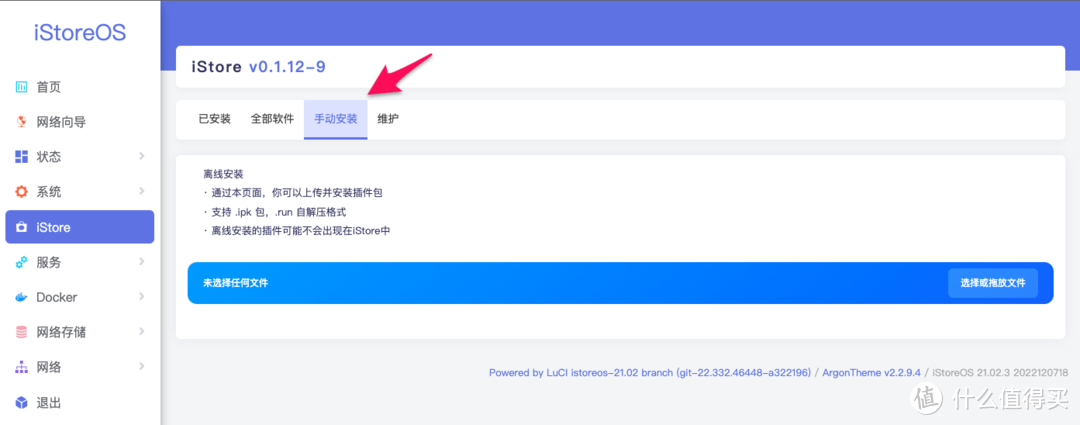 iStoreOS
首页
网络向导
状态
系统
iStore
服务
Docker
网络存储
网络
退出
iStore v0.1.12-9
已安装 全部软件 手动安装 维护
离线安装
· 通过本页面，你可以上传并安装插件包
· 支持 .ipk 包，.run 自解压格式
· 离线安装的插件可能不会出现在iStore中
未选择任何文件 选择或拖放文件
Powered by LuCI istoreos-21.02 branch (git-22.332.46448-a322196) / ArgonTheme v2.2.9.4 / iStoreOS 21.02.3 2022120718
值 什么值得买